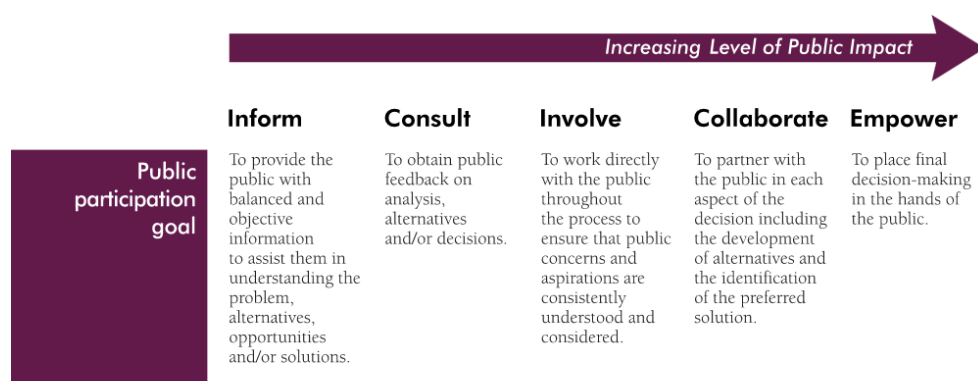 Increasing Level of Public Impact
Inform
Consult
Involve
Collaborate
Empower
Public
participation
goal
To provide the
public with
balanced and
objective
information
to assist them in
understanding the
problem,
alternatives,
opportunities
and/or solutions.
To obtain public
feedback on
analysis,
alternatives
and/or decisions.
To work directly
with the public
throughout
the process to
ensure that public
concerns and
aspirations are
consistently
understood and
considered.
To partner with
the public in each
aspect of the
decision including
the development
of alternatives and
the identification
of the preferred
solution.
To place final
decision-making
in the hands of
the public.